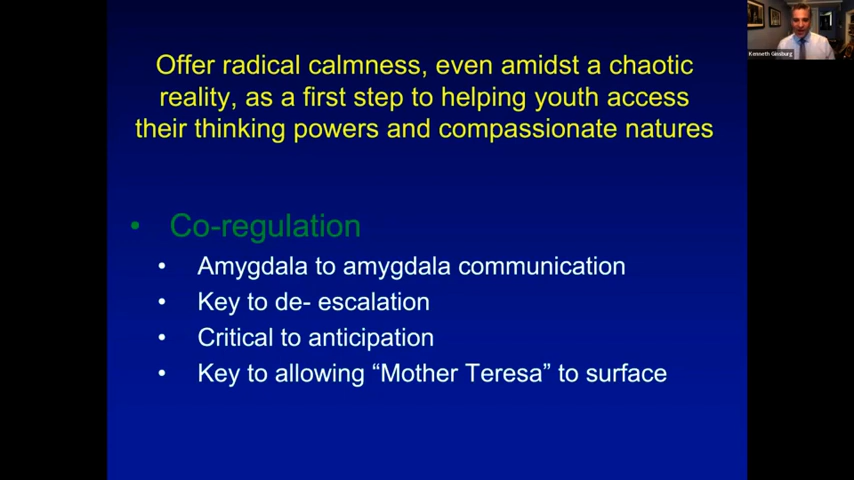 Offer radical calmness, even amidst a chaotic
reality, as a first step to helping youth access
their thinking powers and compassionate natures
• Co-regulation
• Amygdala to amygdala communication
• Key to de- escalation
• Critical to anticipation
• Key to allowing “Mother Teresa” to surface
Kenneth Ginsburg